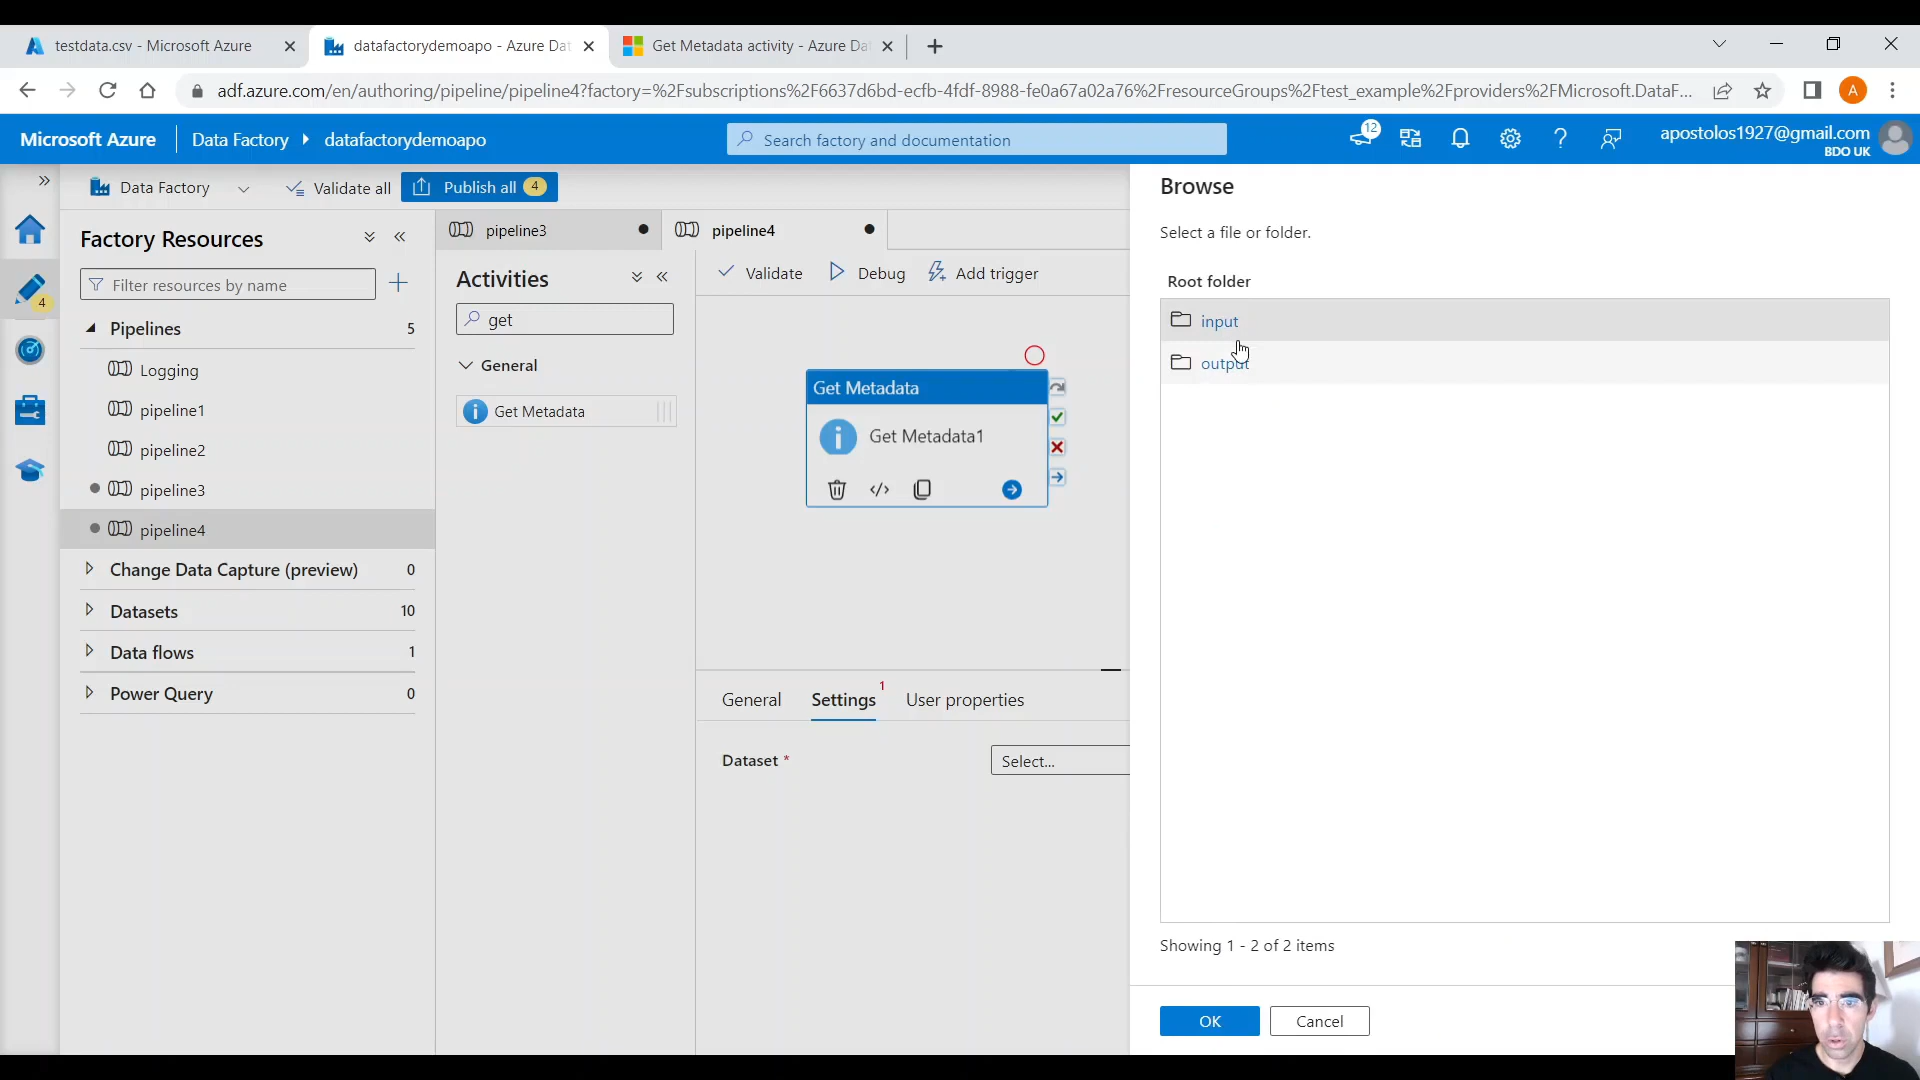 testdata.csv - Microsoft Azure
datafactorydemoapo - Azure Dat
Get Metadata activity - Azure Da
adf.azure.com/en/authoring/pipeline/pipeline4?factory=%2Fsubscriptions%2F6637d6bd-ecfb-4fdf-8988-fe0a67a02a76%2FresourceGroups%2Ftest_example%2Fproviders%2FMicrosoft.DataF...
A
Microsoft Azure
Data Factory
datafactorydemoapo
Search factory and documentation
12
apostolos1927@gmail.com
BDO UK
Data Factory
Validate all
Publish all 4
4
Factory Resources
Filter resources by name
Pipelines 5
Logging
pipeline1
pipeline2
pipeline3
pipeline4
Change Data Capture (preview) 0
Datasets 10
Data flows 1
Power Query 0
pipeline3
pipeline4
Activities
get
General
Get Metadata
Validate
Debug
Add trigger
Get Metadata
Get Metadata1
General
Settings 1
User properties
Dataset *
Select...
Browse
Select a file or folder.
Root folder
input
output
Showing 1 - 2 of 2 items
OK
Cancel